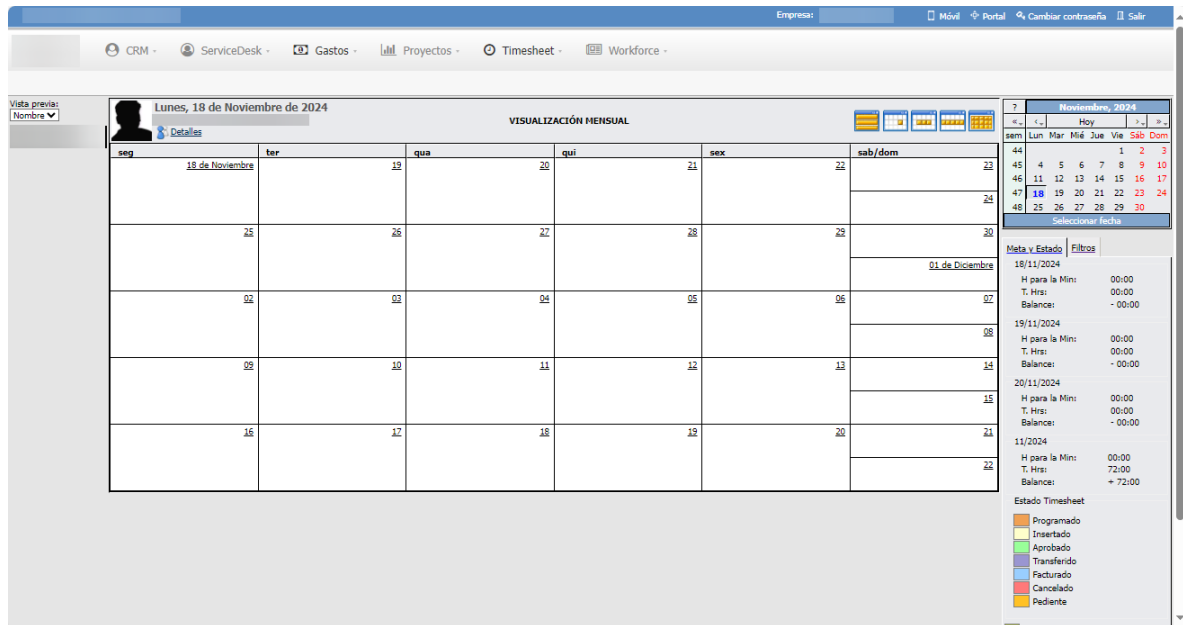 Empresa: Móvil Portal Cambiar contraseña Salir
CRM ServiceDesk Gastos Proyectos Timesheet Workforce
Vista previa:
Nombre
Lunes, 18 de Noviembre de 2024
Detalles
VISUALIZACIÓN MENSUAL
seg ter qua qui sex sab/dom
18 de Noviembre 19 20 21 22 23
24
25 26 27 28 29 30
01 de Diciembre
02 03 04 05 06 07
08
09 10 11 12 13 14
15
16 17 18 19 20 21
22
? Noviembre, 2024
« ‹ Hoy › »
sem Lun Mar Mié Jue Vie Sáb Dom
44 1 2 3
45 4 5 6 7 8 9 10
46 11 12 13 14 15 16 17
47 18 19 20 21 22 23 24
48 25 26 27 28 29 30
Seleccionar fecha
Meta y Estado Filtros
18/11/2024
H para la Min: 00:00
T. Hrs: 00:00
Balance: - 00:00
19/11/2024
H para la Min: 00:00
T. Hrs: 00:00
Balance: - 00:00
20/11/2024
H para la Min: 00:00
T. Hrs: 00:00
Balance: - 00:00
11/2024
H para la Min: 00:00
T. Hrs: 72:00
Balance: + 72:00
Estado Timesheet
Programado
Insertado
Aprobado
Transferido
Facturado
Cancelado
Pediente